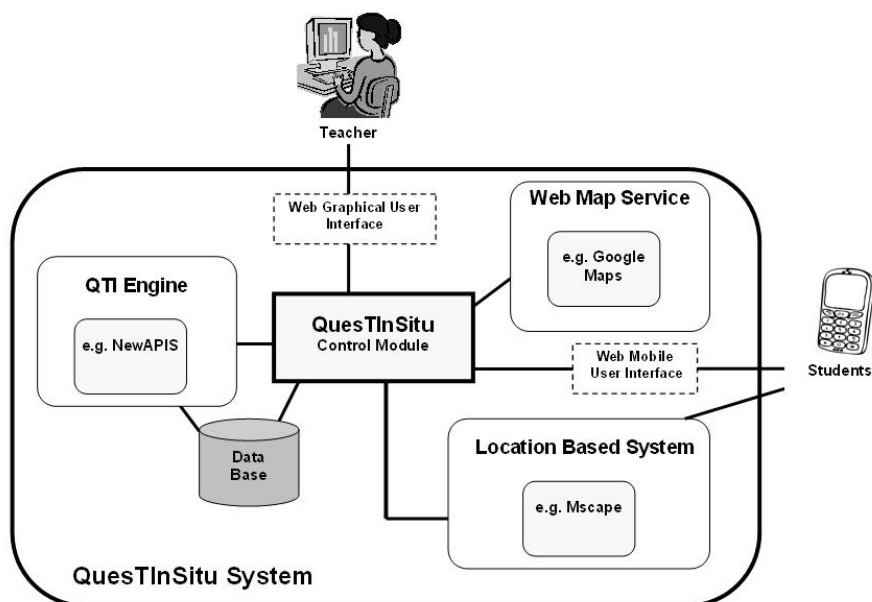 Teacher
Web Graphical User
Interface
Web Map Service
e.g. Google
Maps
QTI Engine
e.g. NewAPIS
QuesTInSitu
Control Module
Web Mobile
User Interface
Students
Data
Base
Location Based System
e.g. Mscape
QuesTInSitu System